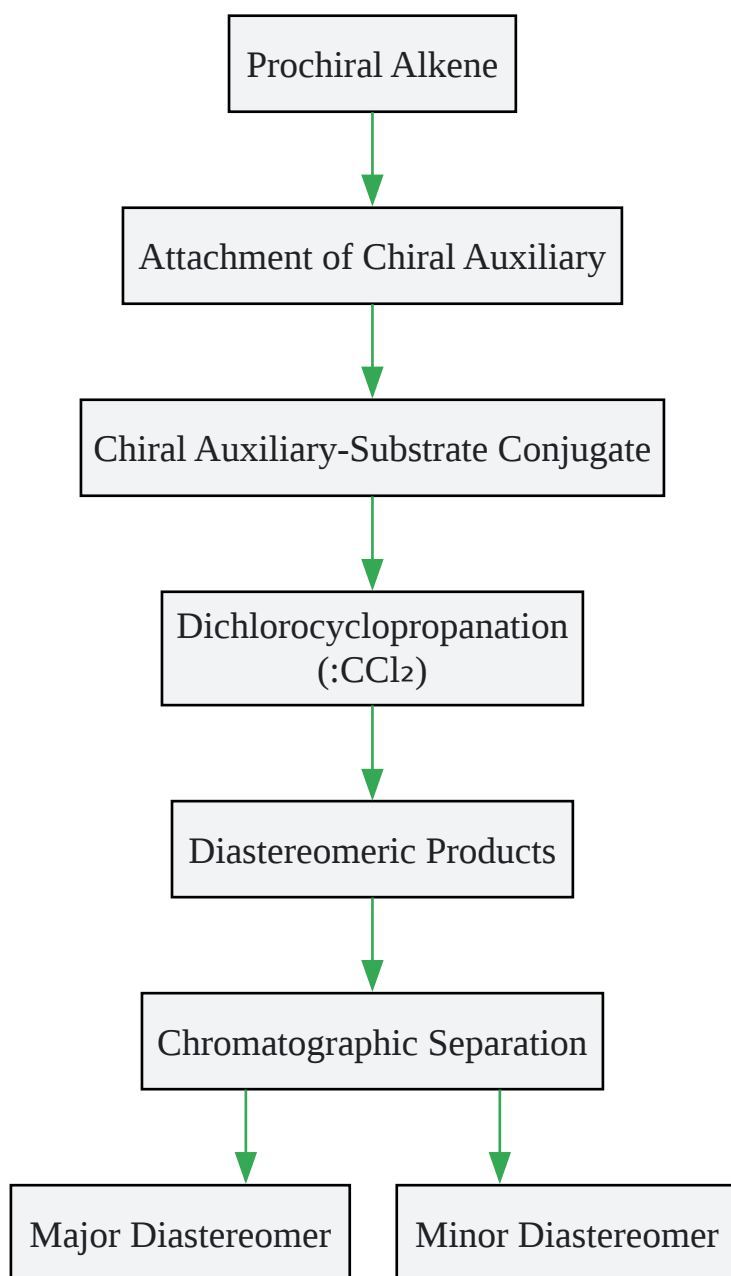 Prochiral Alkene
Attachment of Chiral Auxiliary
Chiral Auxiliary-Substrate Conjugate
Dichlorocyclopropanation
(:CCl₂)
Diastereomeric Products
Chromatographic Separation
Major Diastereomer
Minor Diastereomer